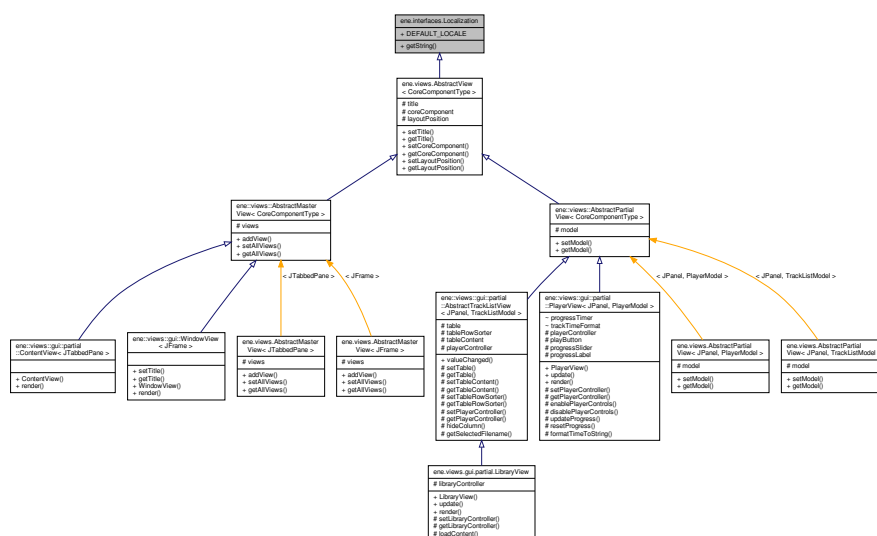 ene.interfaces.Localization
+ DEFAULT_LOCALE
+ getString()
ene.views.AbstractView
< CoreComponentType >
# title
# coreComponent
# layoutPosition
+ setTitle()
+ getTitle()
+ setCoreComponent()
+ getCoreComponent()
+ setLayoutPosition()
+ getLayoutPosition()
ene::views::AbstractMaster
View< CoreComponentType >
# views
+ addView()
+ setAllViews()
+ getAllViews()
ene::views::AbstractPartial
View< CoreComponentType >
# model
+ setModel()
+ getModel()
< JTabbedPane >
< JFrame >
< JPanel, PlayerModel >
< JPanel, TrackListModel >
ene::views::gui::partial
::ContentView< JTabbedPane >
+ ContentView()
+ render()
ene::views::gui::WindowView
< JFrame >
+ setTitle()
+ getTitle()
+ WindowView()
+ render()
ene::views::AbstractMaster
View< JTabbedPane >
# views
+ addView()
+ setAllViews()
+ getAllViews()
ene::views::AbstractMaster
View< JFrame >
# views
+ addView()
+ setAllViews()
+ getAllViews()
ene::views::gui::partial
::AbstractTrackListView
< JPanel, TrackListModel >
# table
# tableRowSorter
# tableContent
# playerController
+ valueChanged()
# setTable()
# getTable()
# setTableContent()
# getTableContent()
# setTableRowSorter()
# getTableRowSorter()
# setPlayerController()
# getPlayerController()
# hideColumn()
# getSelectedFilename()
ene::views::gui::partial
::PlayerView< JPanel, PlayerModel >
~ progressTimer
~ trackTimeFormat
# playerController
# playButton
# progressSlider
# progressLabel
+ PlayerView()
+ update()
+ render()
# setPlayerController()
# getPlayerController()
# enablePlayerControls()
# disablePlayerControls()
# updateProgress()
# resetProgress()
# formatTimeToString()
ene::views::AbstractPartial
View< JPanel, PlayerModel >
# model
+ setModel()
+ getModel()
ene::views::AbstractPartial
View< JPanel, TrackListModel >
# model
+ setModel()
+ getModel()
ene.views.gui.partial.LibraryView
# libraryController
+ LibraryView()
+ update()
+ render()
# setLibraryController()
# getLibraryController()
# loadContent()